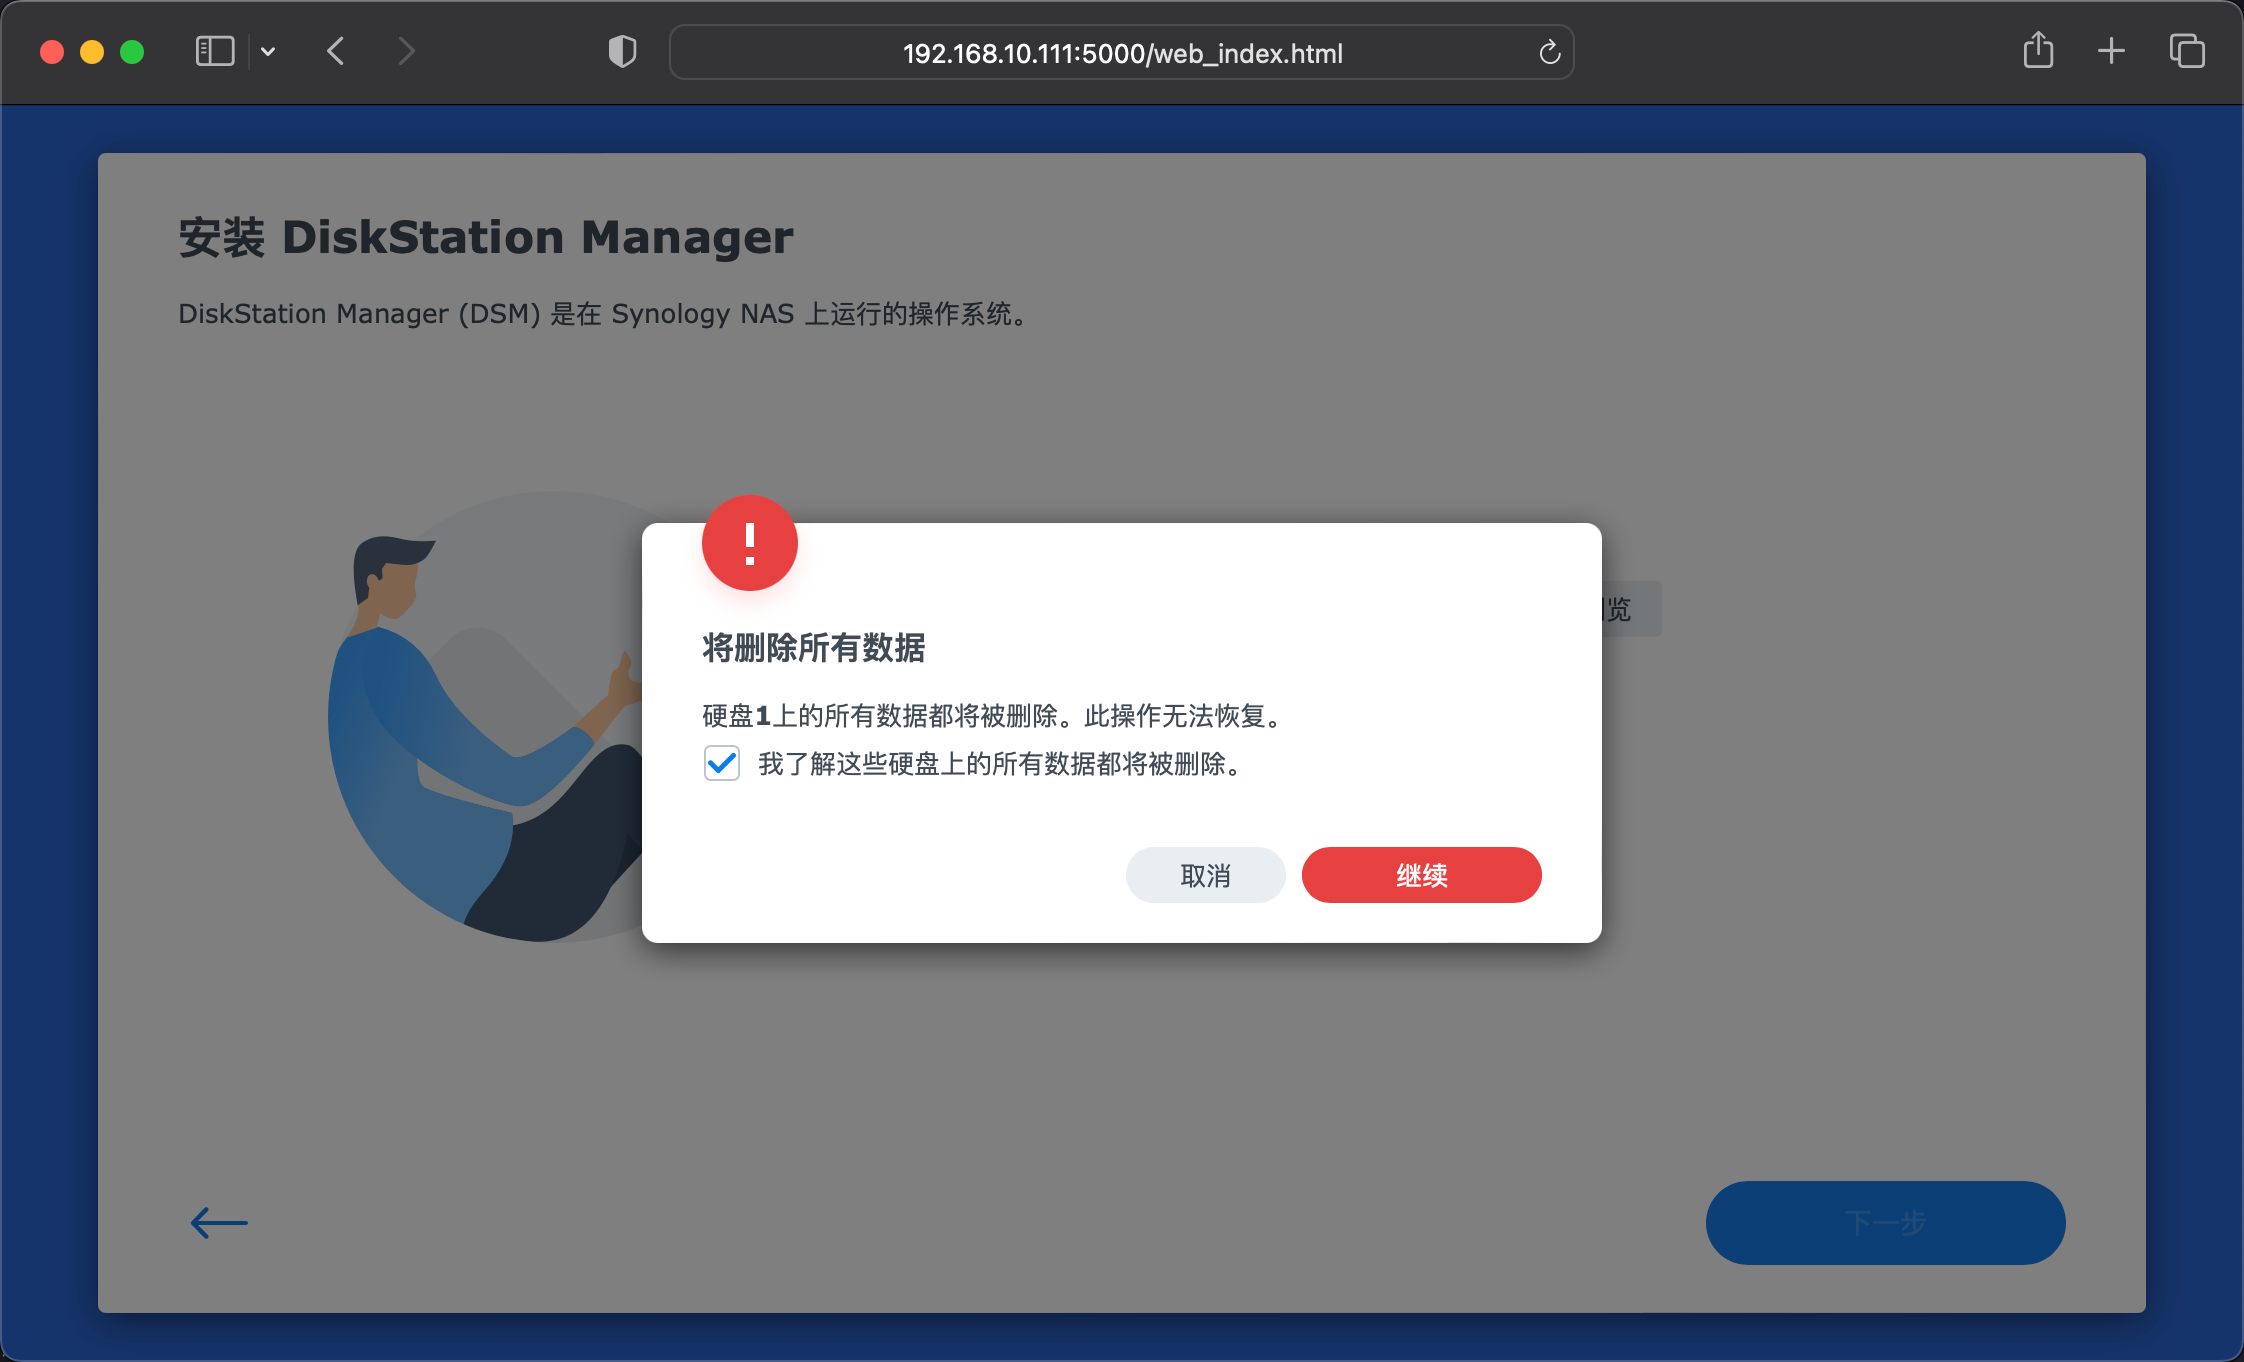 192.168.10.111:5000/web_index.html
安装 DiskStation Manager
DiskStation Manager (DSM) 是在 Synology NAS 上运行的操作系统。
览
将删除所有数据
硬盘1上的所有数据都将被删除。此操作无法恢复。
我了解这些硬盘上的所有数据都将被删除。
取消
继续
下一步